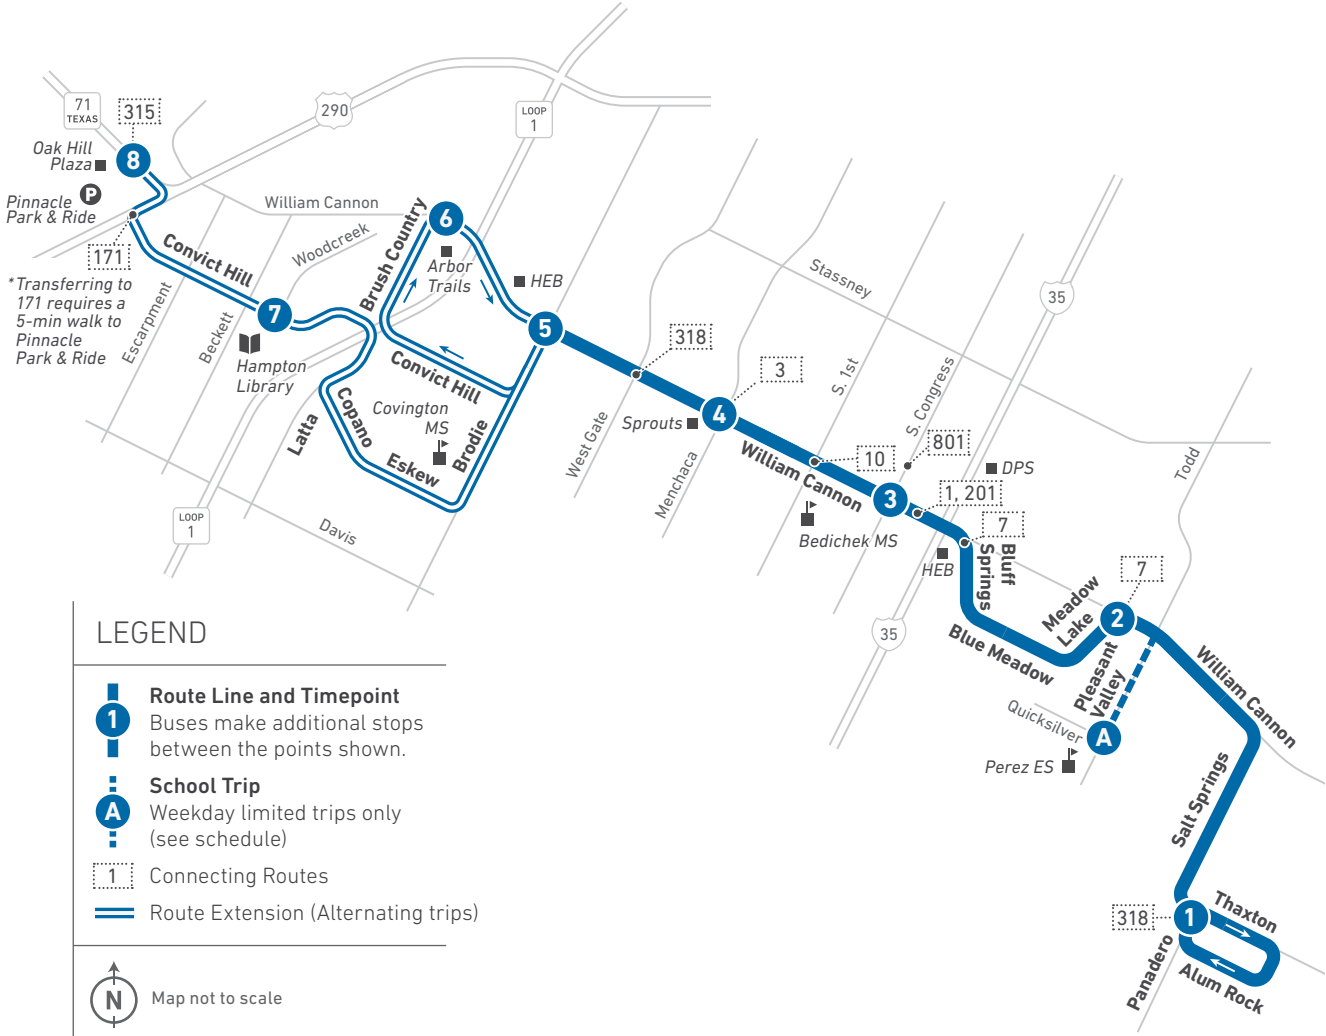 71
TEXAS
315
290
LOOP
1
Oak Hill
Plaza
8
P
Pinnacle
Park & Ride
171
*Transferring to
171 requires a
5-min walk to
Pinnacle
Park & Ride
William Cannon
Woodcreek
Convict Hill
Escarpment
Beckett
7
Hampton
Library
Brush Country
6
Arbor
Trails
HEB
5
Convict Hill
Covington
MS
Copano
Latta
Eskew
Brodie
LOOP
1
Davis
318
Sprouts
4
3
West Gate
Menchaca
William Cannon
Stassney
S. 1st
S. Congress
35
10
801
3
DPS
1, 201
7
Bedichek MS
HEB
Bluff
Springs
35
Blue Meadow
Meadow
Lake
7
2
Todd
Pleasant
Valley
Quicksilver
A
Perez ES
William Cannon
Salt Springs
318
1
Thaxton
Alum Rock
Panadero
LEGEND
1
Route Line and Timepoint
Buses make additional stops
between the points shown.
A
School Trip
Weekday limited trips only
(see schedule)
1
Connecting Routes
Route Extension (Alternating trips)
N
Map not to scale